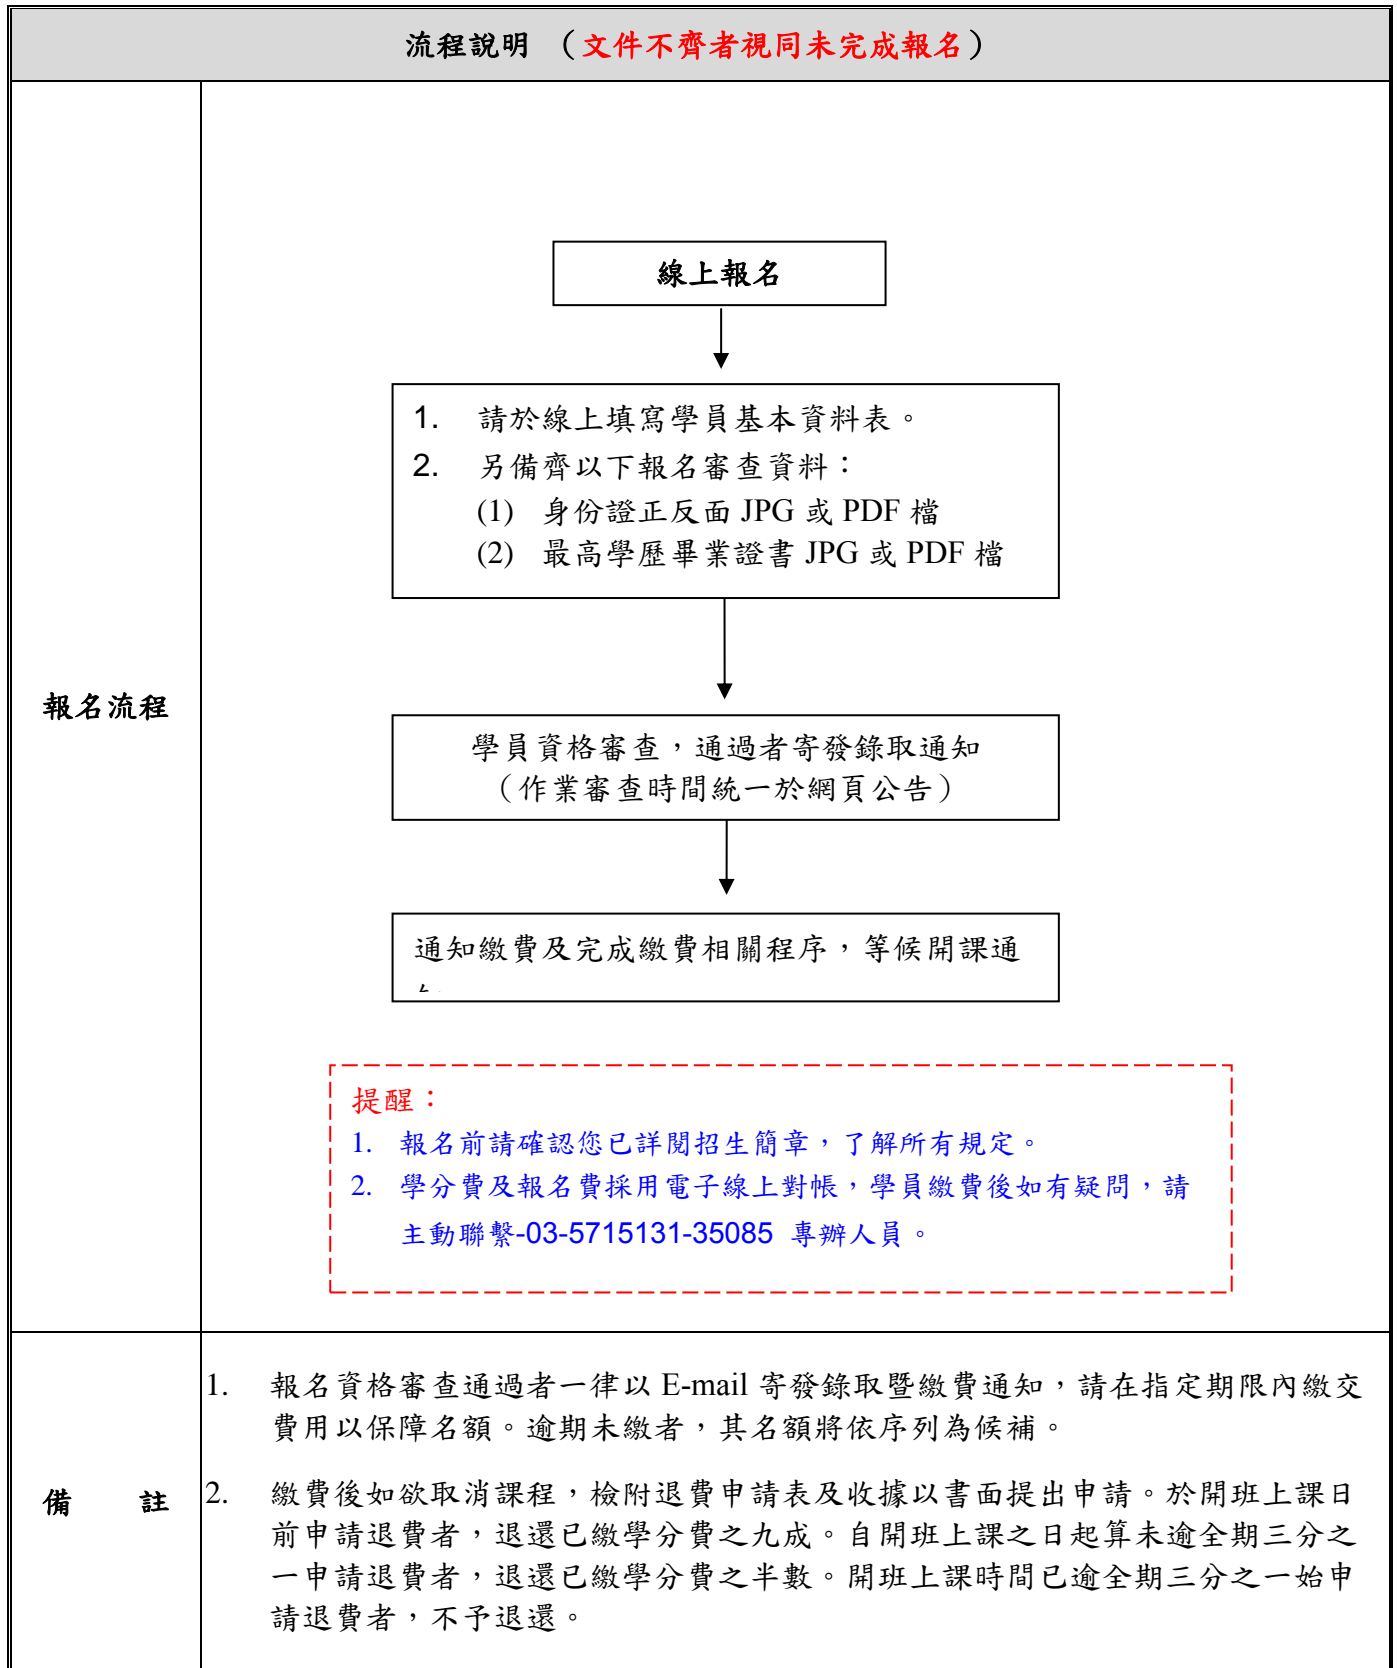 流程說明 （文件不齊者視同未完成報名）
線上報名
1. 請於線上填寫學員基本資料表。
2. 另備齊以下報名審查資料：
(1) 身份證正反面 JPG 或 PDF 檔
(2) 最高學歷畢業證書 JPG 或 PDF 檔
報名流程
學員資格審查，通過者寄發錄取通知
（作業審查時間統一於網頁公告）
通知繳費及完成繳費相關程序，等候開課通
提醒：
1. 報名前請確認您已詳閱招生簡章，了解所有規定。
2. 學分費及報名費採用電子線上對帳，學員繳費後如有疑問，請
主動聯繫-03-5715131-35085 專辦人員。
備 註
1. 報名資格審查通過者一律以 E-mail 寄發錄取暨繳費通知，請在指定期限內繳交
費用以保障名額。逾期未繳者，其名額將依序列為候補。
2. 繳費後如欲取消課程，檢附退費申請表及收據以書面提出申請。於開班上課日
前申請退費者，退還已繳學分費之九成。自開班上課之日起算未逾全期三分之
一申請退費者，退還已繳學分費之半數。開班上課時間已逾全期三分之一始申
請退費者，不予退還。